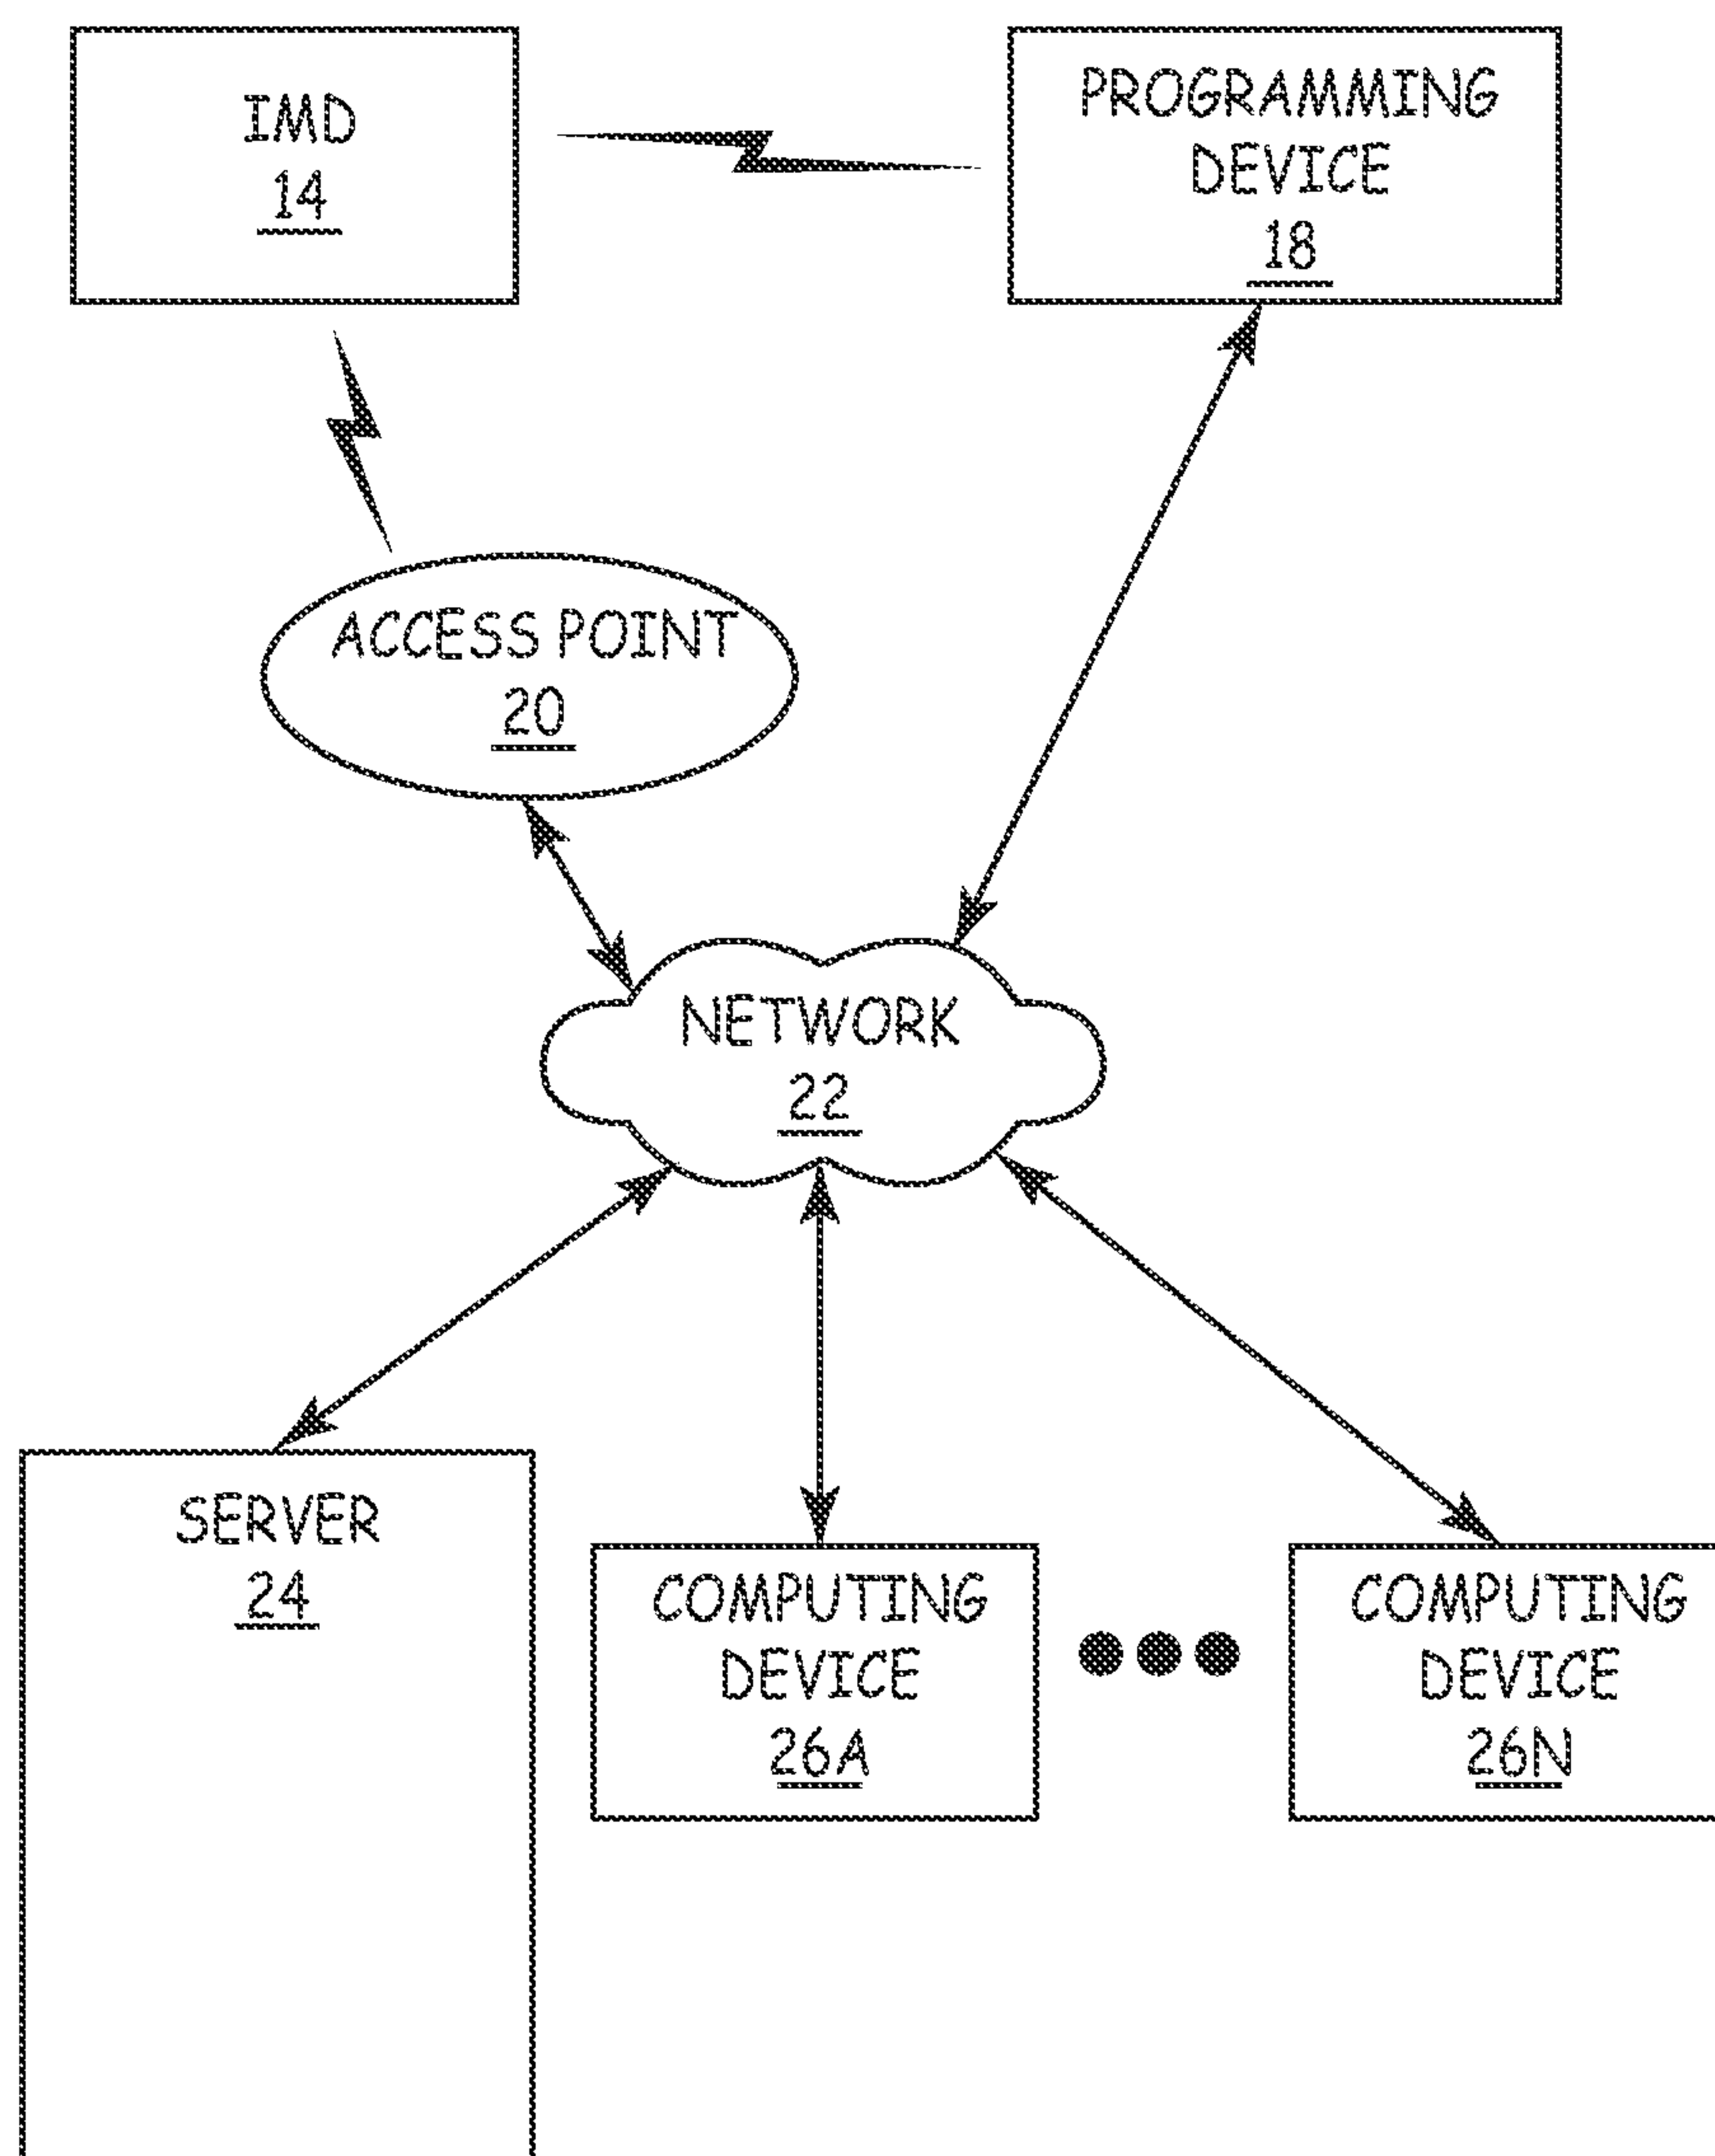 IMD
14
PROGRAMMING
DEVICE
18
ACCESS POINT
20
NETWORK
22
SERVER
24
COMPUTING
DEVICE
26A
COMPUTING
DEVICE
26N